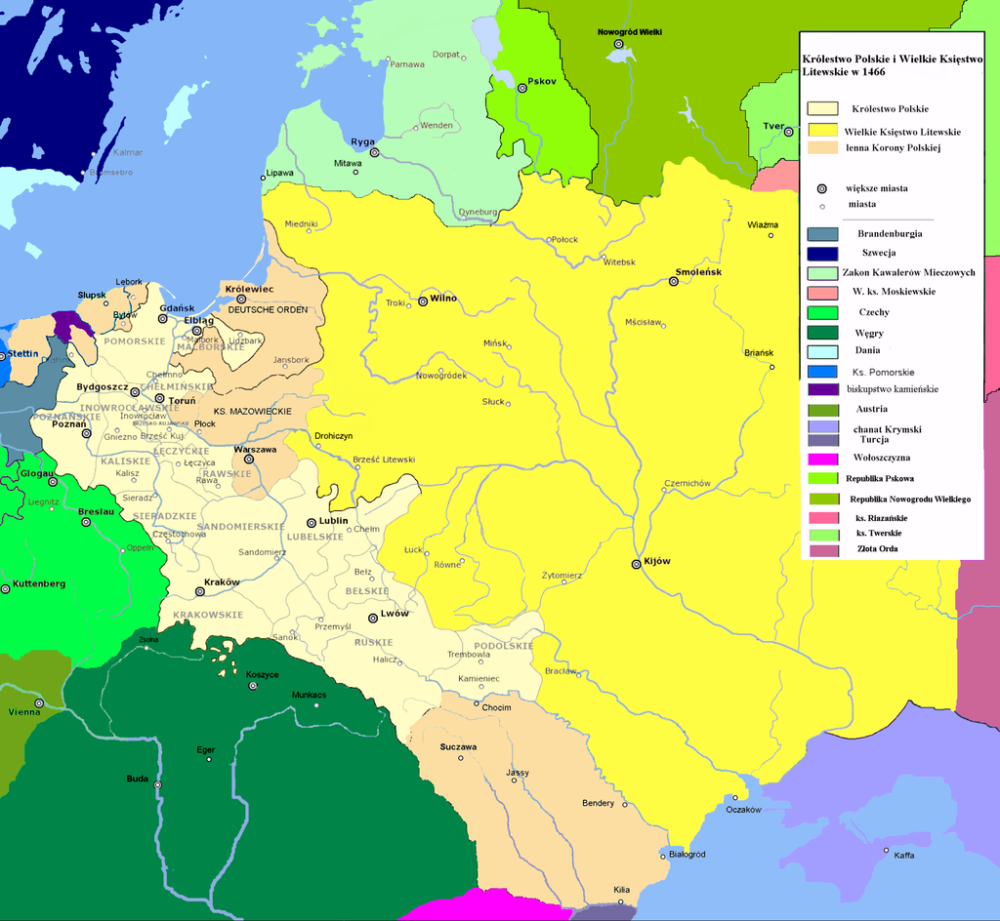 Królestwo Polskie i Wielkie Księstwo
Litewskie w 1466
Królestwo Polskie
Wielkie Księstwo Litewskie
lenna Korony Polskiej
większe miasta
miasta
Brandenburgia
Szwecja
Zakon Kawalerów Mieczowych
W. ks. Moskiewskie
Czechy
Węgry
Dania
Ks. Pomorskie
biskupstwo kamieńskie
Austria
chanat Krymski
Turcja
Wołoszczyzna
Republika Pskowa
Republika Nowogrodu Wielkiego
ks. Riazańskie
ks. Twerskie
Złota Orda
Nowogród Wielki
Dorpat
Parnawa
Pskov
Wenden
Tver
Ryga
Kalmar
Mitawa
Bromsebro
Lipawa
Dyneburg
Miedniki
Wiaźma
Połock
Witebsk
Smoleńsk
Lębork
Słupsk
Królewiec
Troki
Wilno
Gdańsk
DEUTSCHE ORDEN
Bytów
Elbląg
Mścisław
Malbork
Lidzbark
POMORSKIE
MALBORSKIE
Mińsk
Stettin
Jansbork
Briańsk
Chełmno
Nowogródek
Bydgoszcz
CHEŁMIŃSKIE
Toruń
Słuck
INOWROCŁAWSKIE
KS. MAZOWIECKIE
POZNAŃSKIE
Inowrocław
Poznań
Płock
Gniezno
Brześć Kuj.
Drohiczyn
ŁĘCZYCKIE
Warszawa
KALISKIE
Łęczyca
Brześć Litewski
Glogau
Kalisz
RAWSKIE
Rawa
Czernichów
Sieradz
Liegnitz
Breslau
SIERADZKIE
Lublin
SANDOMIERSKIE
Chełm
LUBELSKIE
Częstochowa
Oppeln
Łuck
Sandomierz
Równe
Kijów
Bełz
Żytomierz
Kuttenberg
Kraków
BEŁSKIE
KRAKOWSKIE
Lwów
Przemyśl
Sanok
RUSKIE
PODOLSKIE
Zsolna
Trembowla
Halicz
Koszyce
Kamieniec
Bracław
Munkacs
Vienna
Chocim
Suczawa
Eger
Jassy
Buda
Bendery
Oczaków
Białogród
Kaffa
Kilia